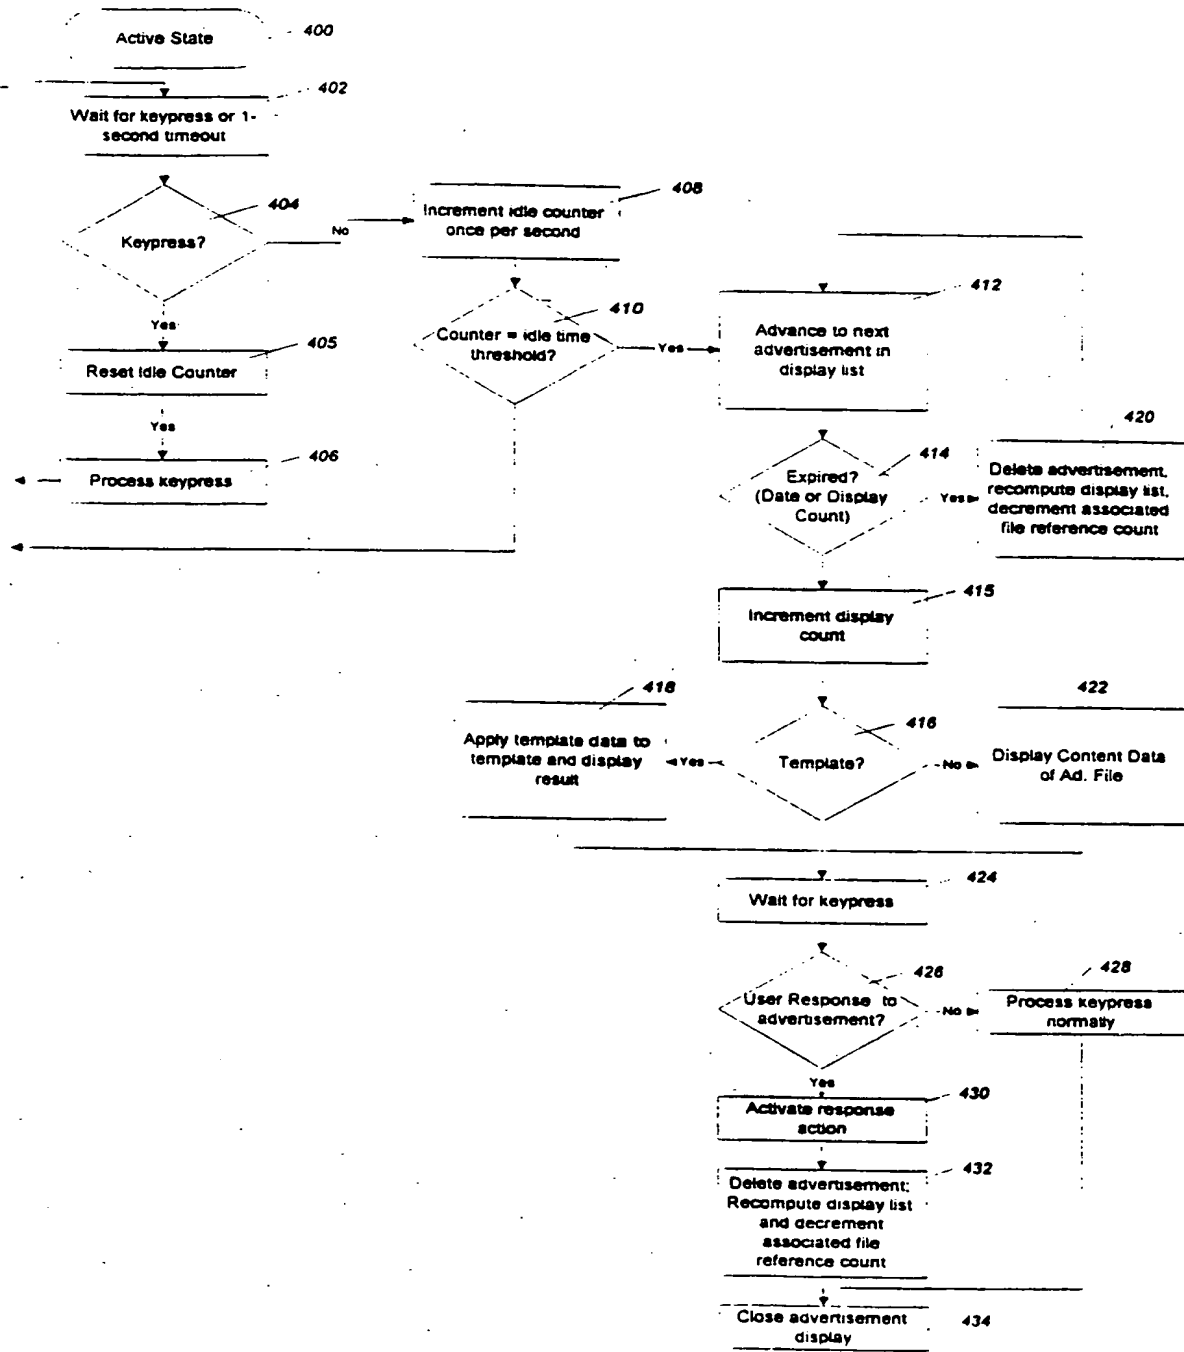 Active State
400
402
Wait for keypress or 1-
second timeout
404
Keypress?
No
408
Increment idle counter
once per second
Yes
405
Reset Idle Counter
Yes
406
Process keypress
410
Counter = idle time
threshold?
Yes
412
Advance to next
advertisement in
display list
414
Expired?
(Date or Display
Count)
Yes
420
Delete advertisement,
recompute display list,
decrement associated
file reference count
415
Increment display
count
418
Apply template data to
template and display
result
Yes
416
Template?
No
422
Display Content Data
of Ad. File
424
Wait for keypress
426
User Response to
advertisement?
No
428
Process keypress
normally
Yes
430
Activate response
action
432
Delete advertisement;
Recompute display list
and decrement
associated file
reference count
Close advertisement
display
434